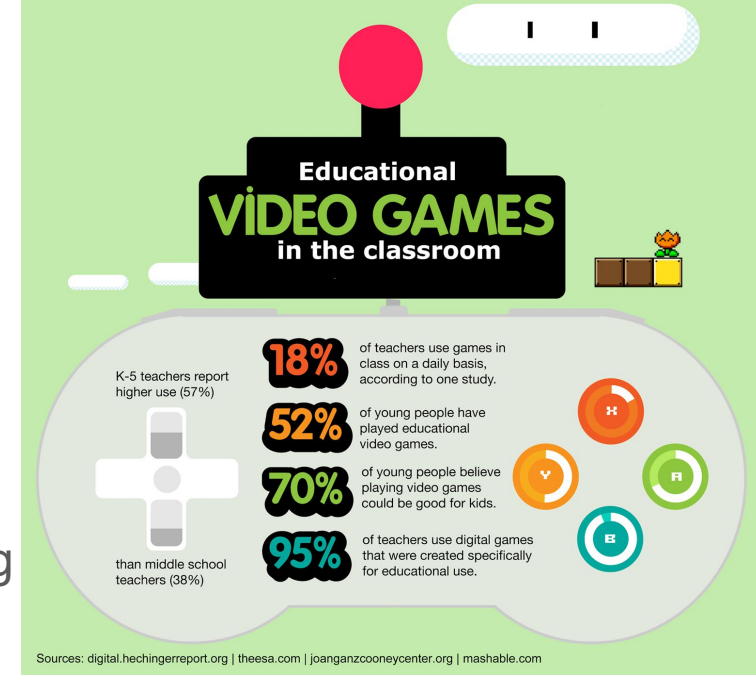 Educational
VIDEO GAMES
in the classroom
K-5 teachers report
higher use (57%)
than middle school
teachers (38%)
18%
of teachers use games in
class on a daily basis,
according to one study.
52%
of young people have
played educational
video games.
70%
of young people believe
playing video games
could be good for kids.
95%
of teachers use digital games
that were created specifically
for educational use.
X
Y
A
B
g
Sources: digital.hechingerreport.org | theesa.com | joanganzcooneycenter.org | mashable.com